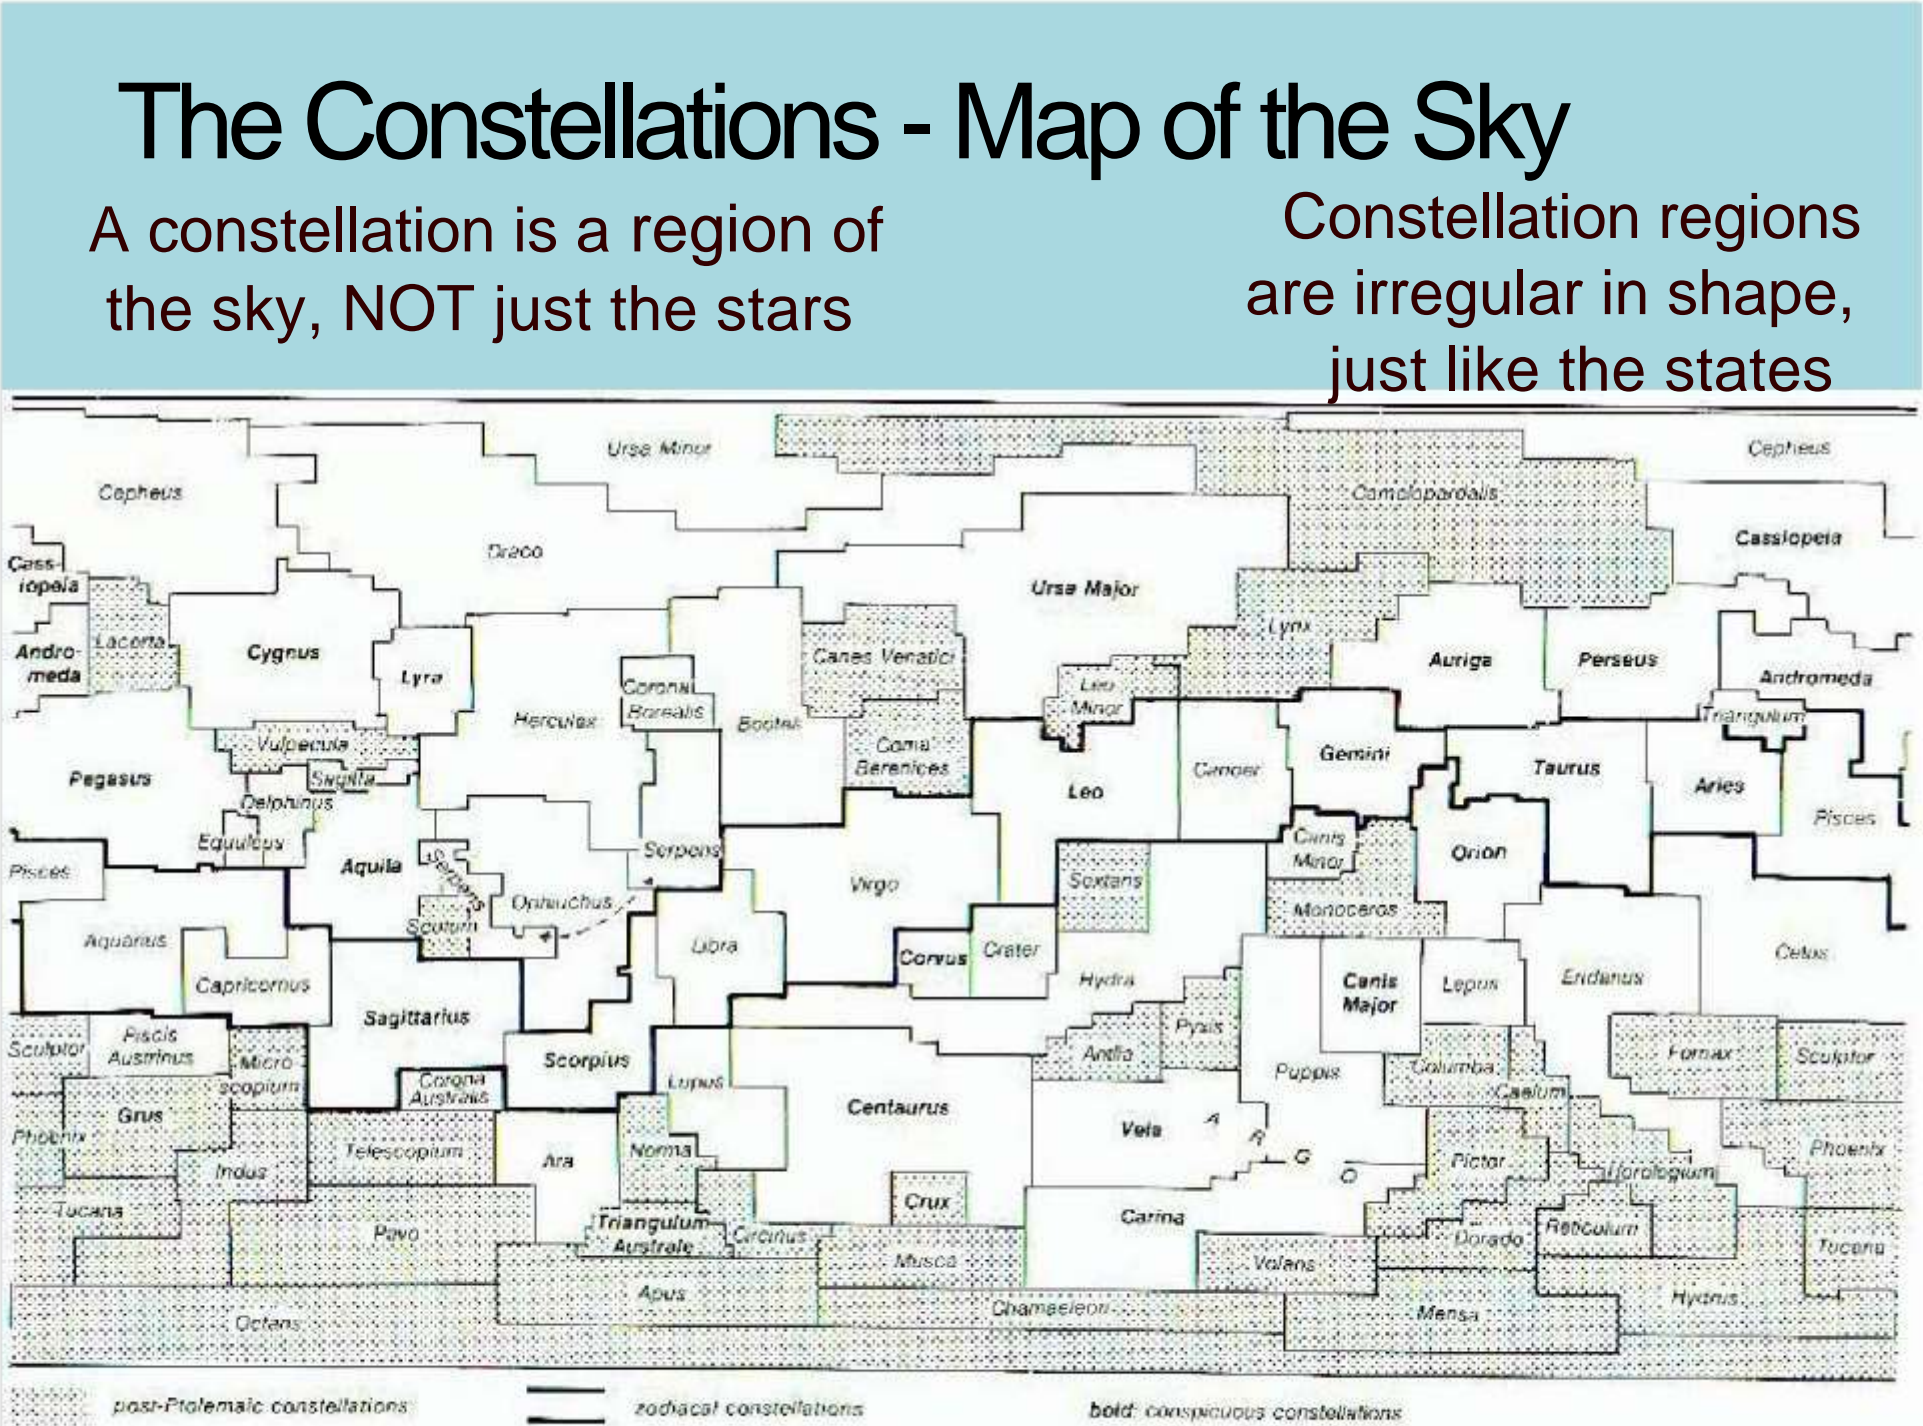 The Constellations - Map of the Sky
A constellation is a region of
the sky, NOT just the stars
Constellation regions
are irregular in shape,
just like the states
Ursa Minor
Cepheus
Cepheus
Camelopardalis
Draco
Cassiopeia
Cass-
iopeia
Ursa Major
Lacerta
Cygnus
Lyra
Andro-
meda
Canes Venatici
Lynx
Auriga
Perseus
Andromeda
Corona
Borealis
Leo
Minor
Hercules
Bootes
Triangulum
Vulpecula
Coma
Berenices
Gemini
Pegasus
Sagitta
Leo
Cancer
Taurus
Aries
Delphinus
Pisces
Equuleus
Serpens
Canis
Minor
Orion
Pisces
Aquila
Serpens
Virgo
Sextans
Ophiuchus
Monoceros
Scutum
Aquarius
Libra
Corvus
Crater
Cetus
Capricornus
Hydra
Canis
Major
Lepus
Eridanus
Sagittarius
Pyxis
Sculptor
Piscis
Austrinus
Micro
scopium
Scorpius
Antlia
Puppis
Columba
Fornax
Sculptor
Corona
Australis
Lupus
Caelum
Grus
Centaurus
Vela
A
R
G
O
Phoenix
Telescopium
Ara
Norma
Pictor
Phoenix
Indus
Horologium
Tucana
Pavo
Triangulum
Australe
Circinus
Crux
Carina
Dorado
Reticulum
Tucana
Musca
Volans
Apus
Chamaeleon
Hydrus
Octans
Mensa
post-Ptolemaic constellations
zodiacal constellations
bold: conspicuous constellations